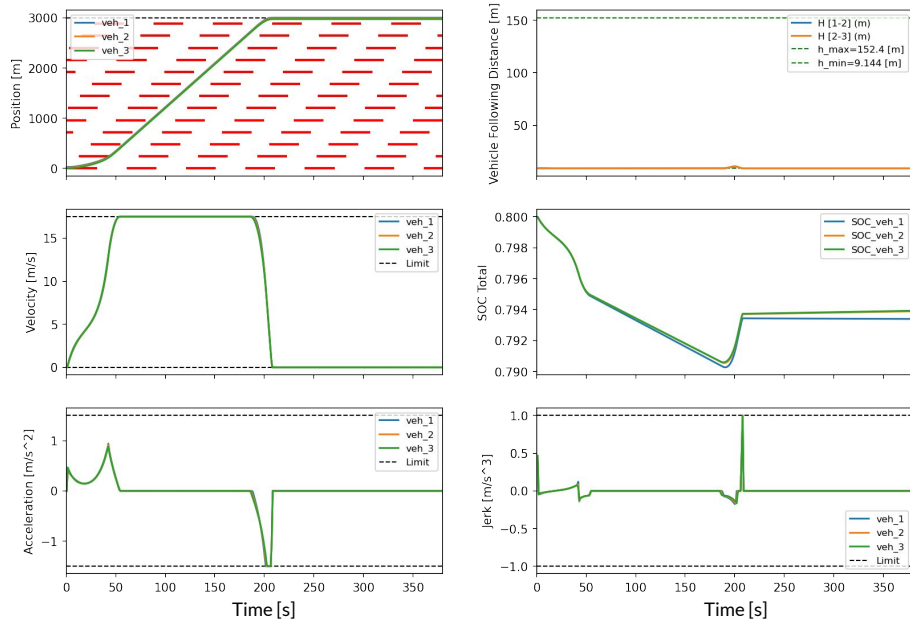 Position [m]
3000
2000
1000
0
veh_1
veh_2
veh_3
Vehicle Following Distance [m]
150
100
50
H [1-2] (m)
H [2-3] (m)
h_max=152.4 [m]
h_min=9.144 [m]
Velocity [m/s]
15
10
5
0
veh_1
veh_2
veh_3
Limit
SOC Total
0.800
0.798
0.796
0.794
0.792
0.790
SOC_veh_1
SOC_veh_2
SOC_veh_3
Acceleration [m/s^2]
1
0
−1
veh_1
veh_2
veh_3
Limit
0 50 100 150 200 250 300 350
Time [s]
Jerk [m/s^3]
1.0
0.5
0.0
−0.5
−1.0
veh_1
veh_2
veh_3
Limit
0 50 100 150 200 250 300 350
Time [s]